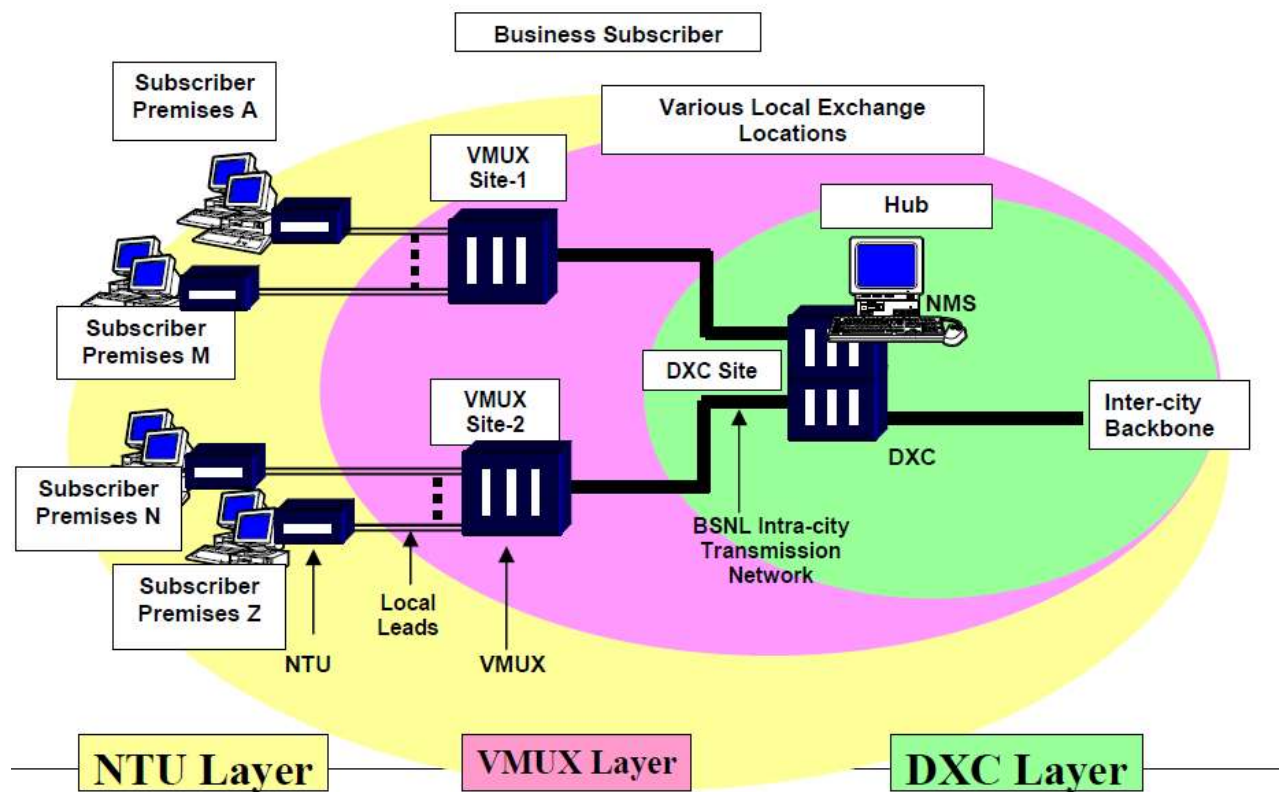 Business Subscriber
Subscriber
Premises A
Various Local Exchange
Locations
VMUX
Site-1
Hub
NMS
Subscriber
Premises M
DXC Site
VMUX
Site-2
Inter-city
Backbone
DXC
Subscriber
Premises N
BSNL Intra-city
Transmission
Network
Subscriber
Premises Z
Local
Leads
NTU
VMUX
NTU Layer
VMUX Layer
DXC Layer